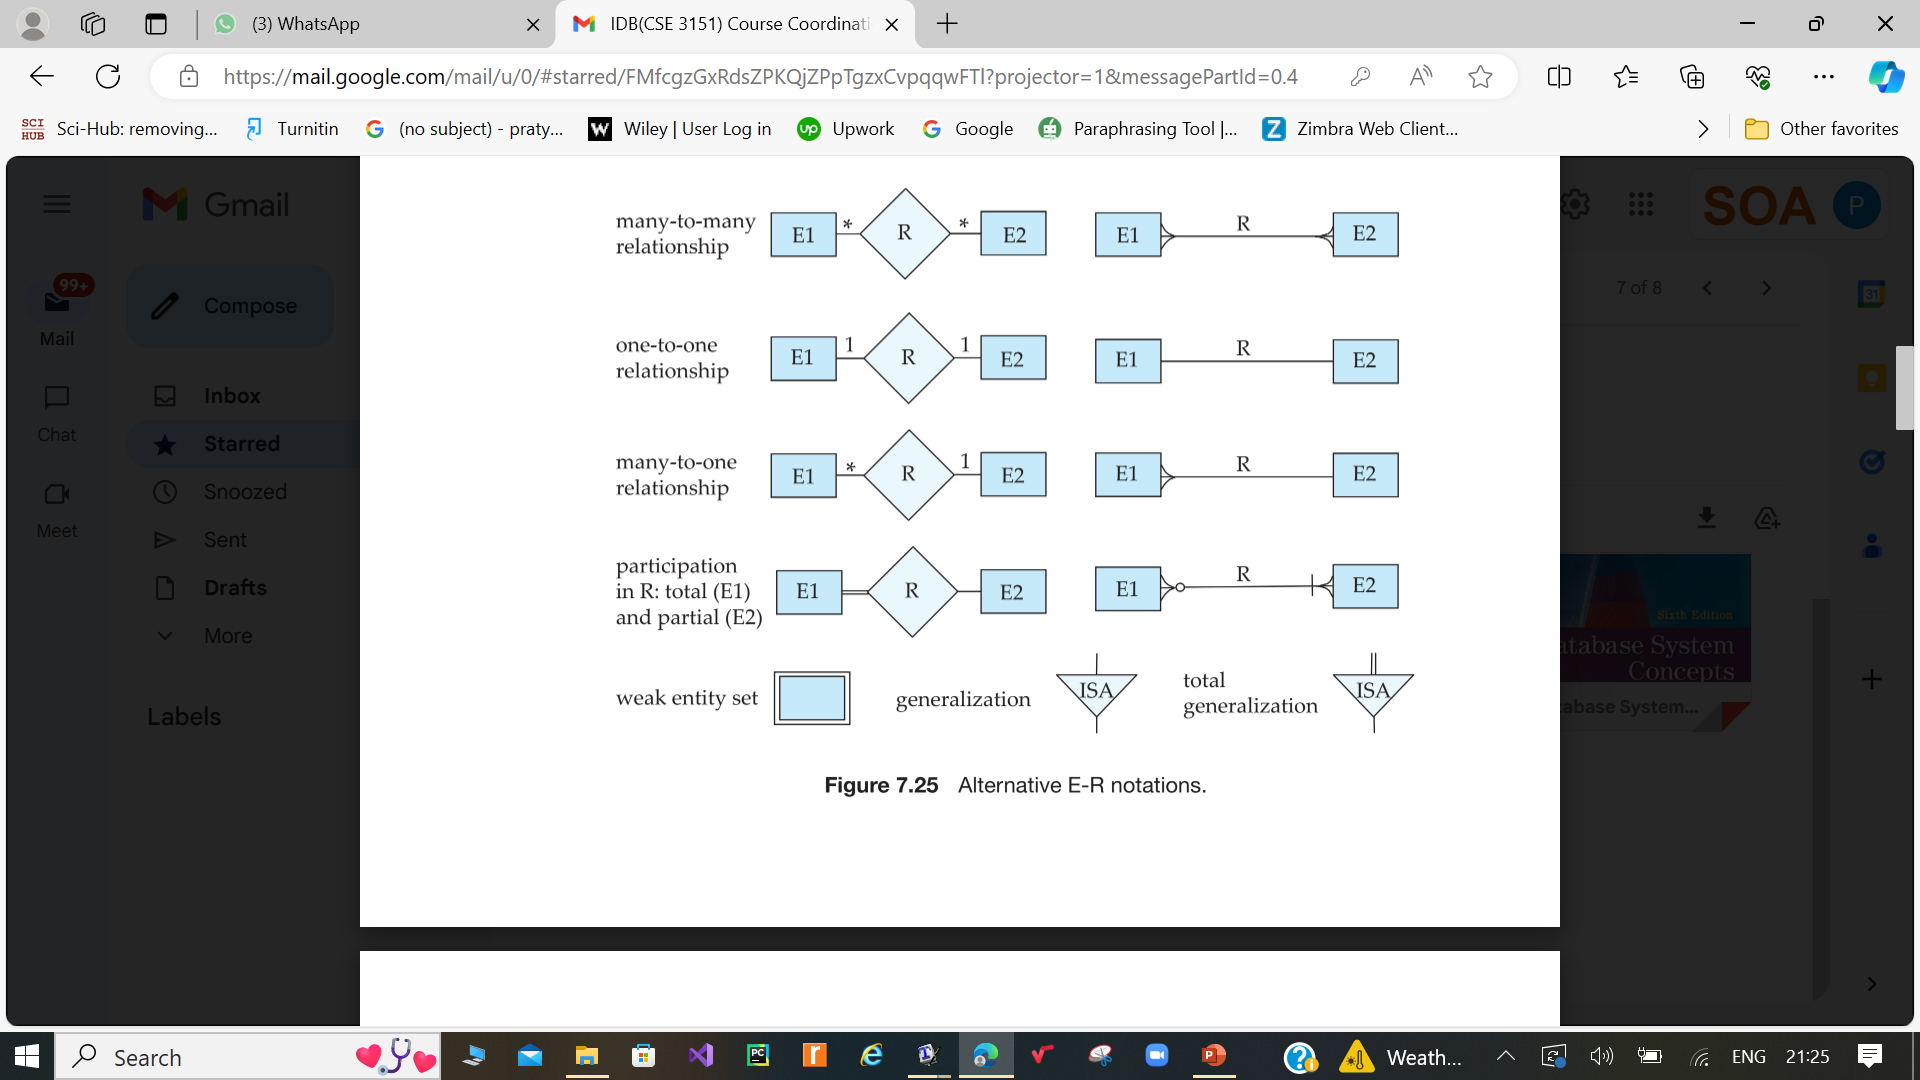 (3) WhatsApp
IDB(CSE 3151) Course Coordinati
https://mail.google.com/mail/u/0/#starred/FMfcgzGxRdsZPKQjZPpTgzxCvpqqwFTl?projector=1&messagePartId=0.4
SCI HUB Sci-Hub: removing...
Turnitin
(no subject) - praty...
W Wiley | User Log in
up Upwork
Google
Paraphrasing Tool |...
Z Zimbra Web Client...
Other favorites
Gmail
SOA P
99+
Mail
Chat
Meet
Compose
Inbox
Starred
Snoozed
Sent
Drafts
More
Labels
7 of 8
31
many-to-many
relationship
E1 * R * E2
E1 R E2
one-to-one
relationship
E1 1 R 1 E2
E1 R E2
many-to-one
relationship
E1 * R 1 E2
E1 R E2
participation
in R: total (E1)
and partial (E2)
E1 R E2
E1 R E2
weak entity set
generalization
ISA
total
generalization
ISA
Figure 7.25 Alternative E-R notations.
Sixth Edition
atabase System
Concepts
abase System...
Search
PC
r
P
Weath...
ENG
21:25